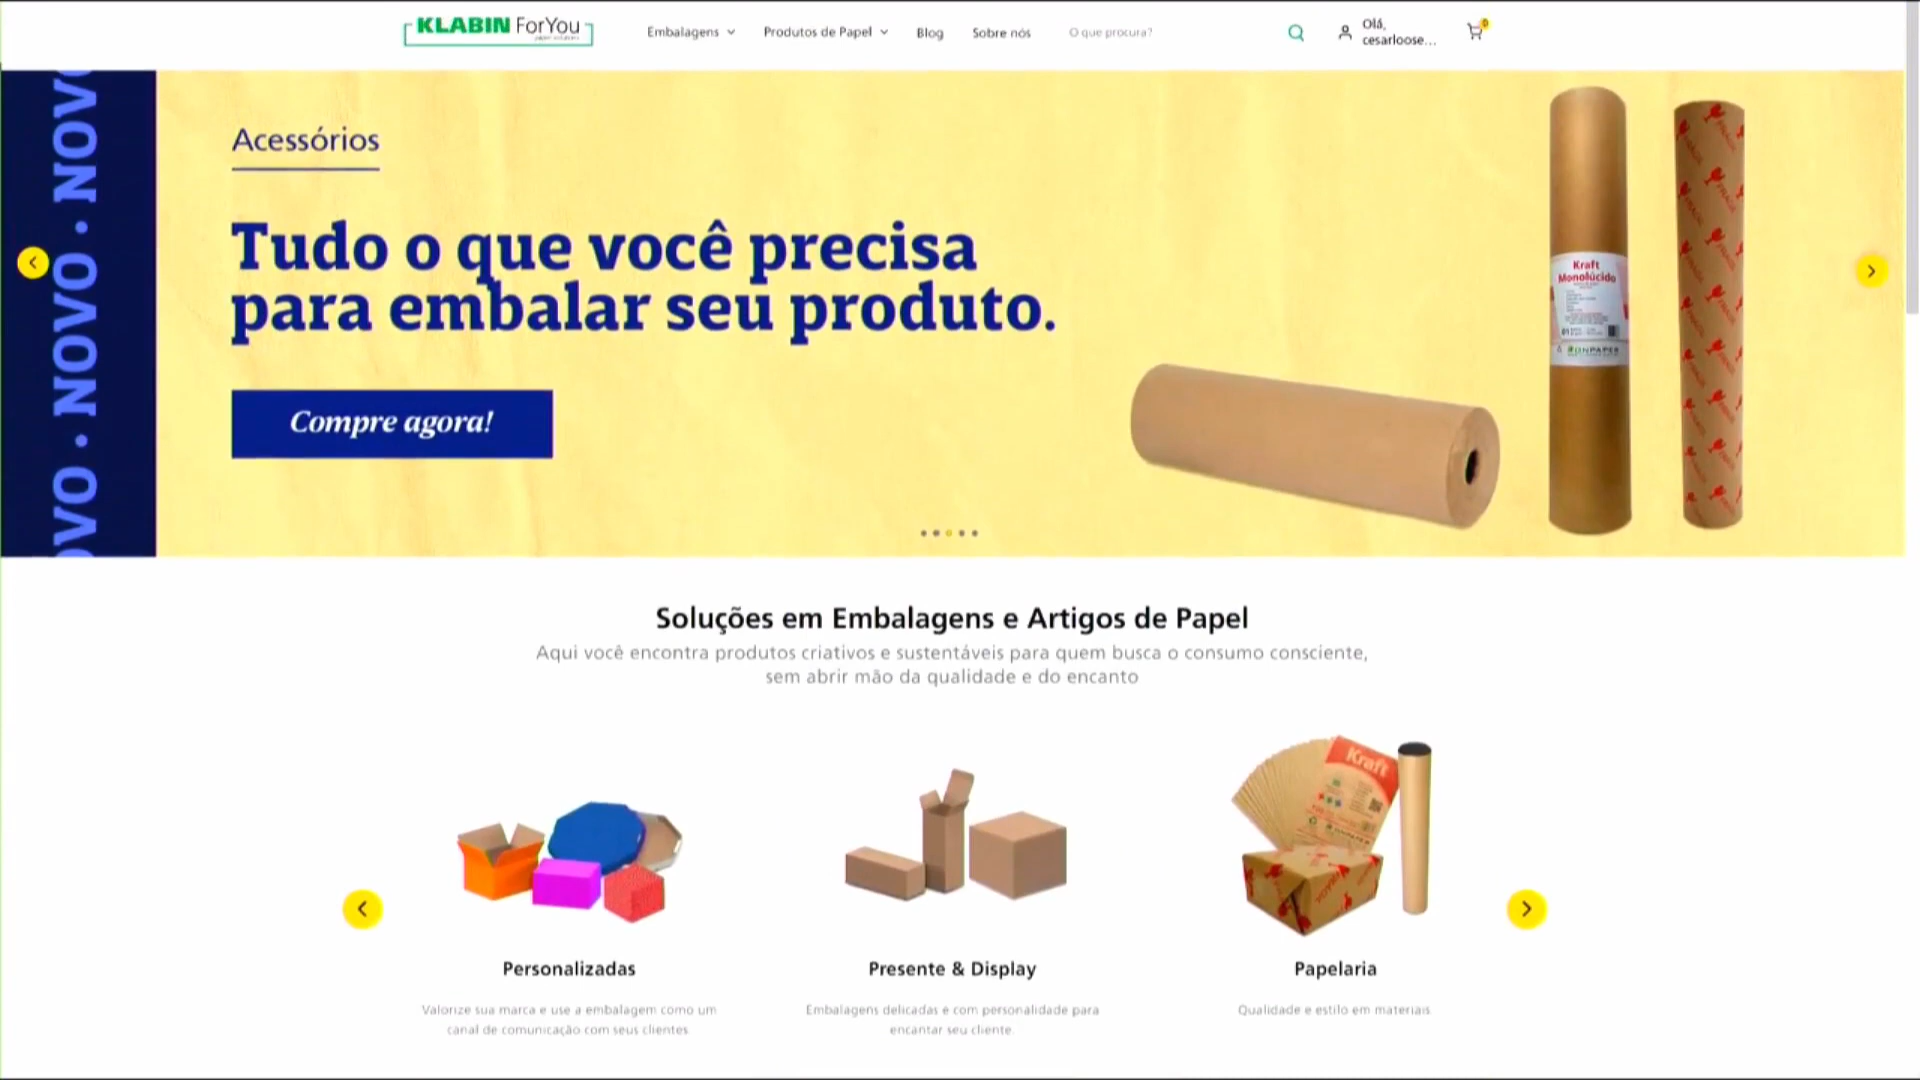 KLABIN ForYou
Embalagens
Produtos de Papel
Blog
Sobre nós
O que procura?
Olá,
cesarloose...
0
NOVO . NOVO . NOVO
Acessórios
Tudo o que você precisa
para embalar seu produto.
Compre agora!
Kraft
Monolúcido
Soluções em Embalagens e Artigos de Papel
Aqui você encontra produtos criativos e sustentáveis para quem busca o consumo consciente,
sem abrir mão da qualidade e do encanto
Kraft
Personalizadas
Valorize sua marca e use a embalagem como um
canal de comunicação com seus clientes
Presente & Display
Embalagens delicadas e com personalidade para
encantar seu cliente.
Papelaria
Qualidade e estilo em materiais